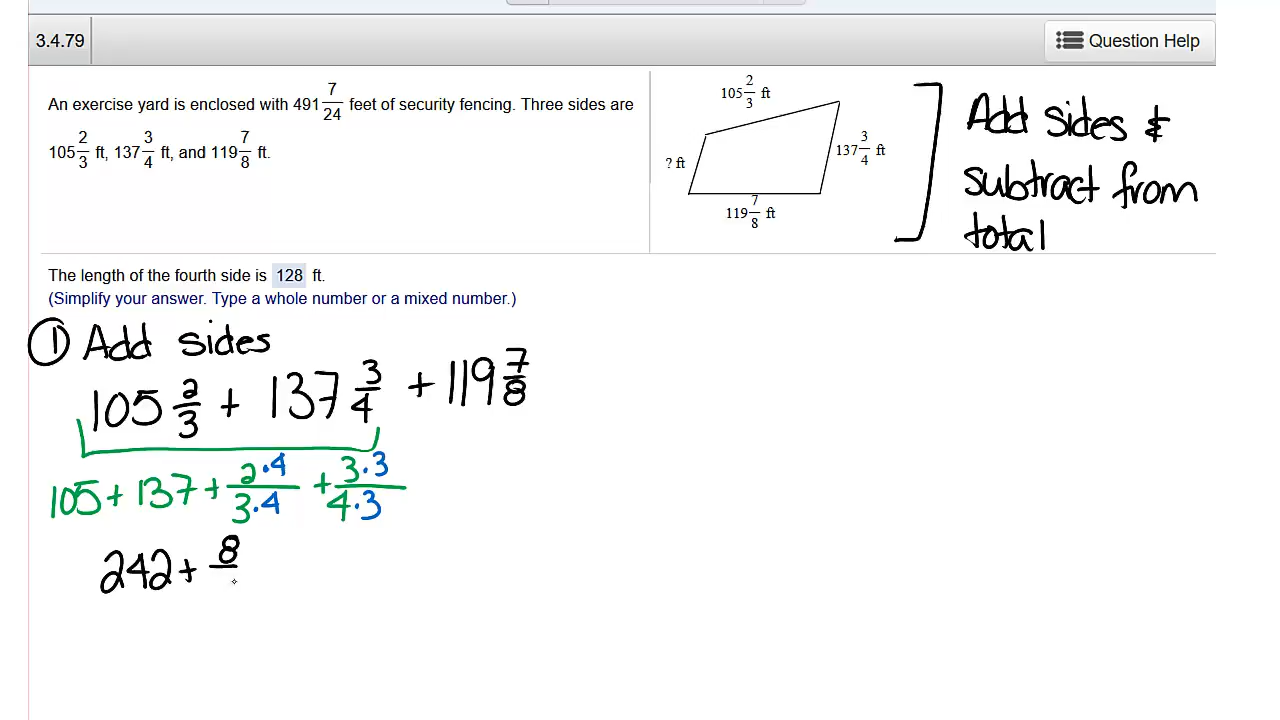 3.4.79
Question Help
An exercise yard is enclosed with 491 7/24 feet of security fencing. Three sides are
105 2/3 ft, 137 3/4 ft, and 119 7/8 ft.
105 2/3 ft
137 3/4 ft
? ft
119 7/8 ft
Add sides &
subtract from
total
The length of the fourth side is 128 ft.
(Simplify your answer. Type a whole number or a mixed number.)
① Add sides
105 2/3 + 137 3/4 + 119 7/8
105 + 137 + 2·4/3·4 + 3·3/4·3
242 + 8/